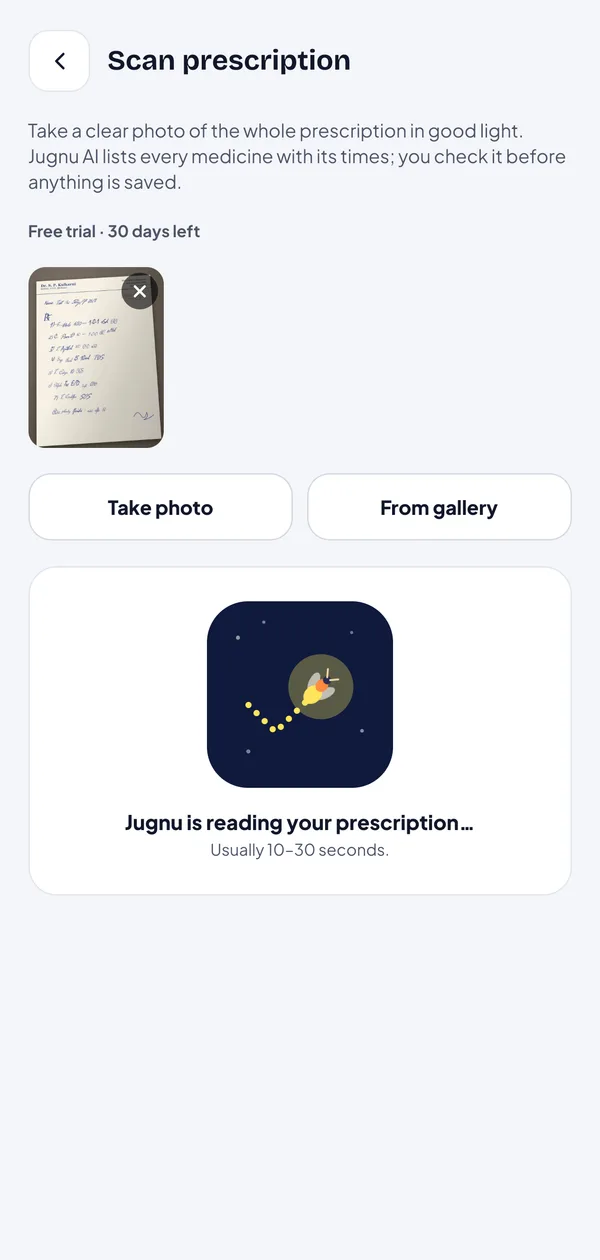 Scan prescription
Take a clear photo of the whole prescription in good light.
Jugnu AI lists every medicine with its times; you check it before
anything is saved.
Free trial · 30 days left
Take photo
From gallery
Jugnu is reading your prescription...
Usually 10–30 seconds.